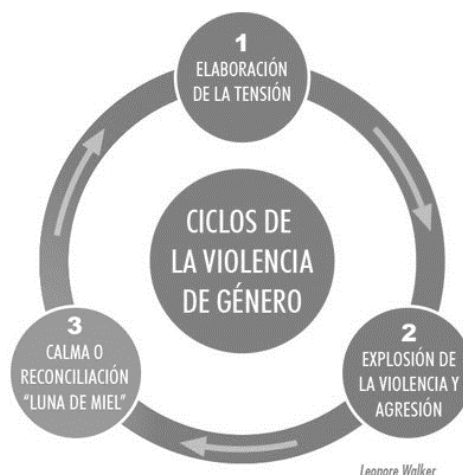 1
ELABORACIÓN
DE LA TENSIÓN
CICLOS DE
LA VIOLENCIA
DE GÉNERO
2
EXPLOSIÓN DE
LA VIOLENCIA Y
AGRESIÓN
3
CALMA O
RECONCILIACIÓN
"LUNA DE MIEL"
Leonore Walker